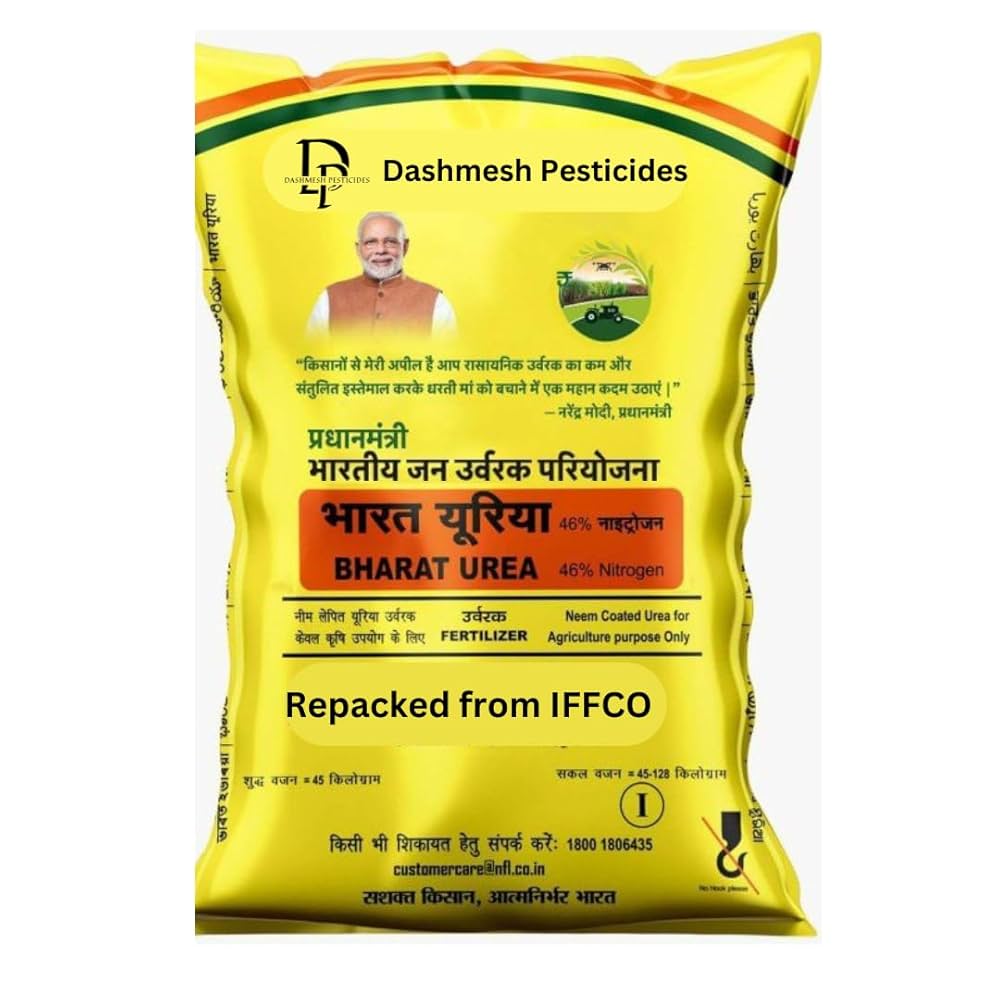 DASHMESH PESTICIDES
Dashmesh Pesticides
"किसानों से मेरी अपील है आप रासायनिक उर्वरक का कम और
संतुलित इस्तेमाल करके धरती मां को बचाने में एक महान कदम उठाएं |"
– नरेंद्र मोदी, प्रधानमंत्री
प्रधानमंत्री
भारतीय जन उर्वरक परियोजना
भारत यूरिया 46% नाइट्रोजन
BHARAT UREA 46% Nitrogen
नीम लेपित यूरिया उर्वरक
केवल कृषि उपयोग के लिए
उर्वरक
FERTILIZER
Neem Coated Urea for
Agriculture purpose Only
Repacked from IFFCO
शुद्ध वजन = 45 किलोग्राम
सकल वजन = 45-128 किलोग्राम
I
किसी भी शिकायत हेतु संपर्क करें: 1800 1806435
customercare@nfl.co.in
सशक्त किसान, आत्मनिर्भर भारत
No Hook please
भारत यूरिया